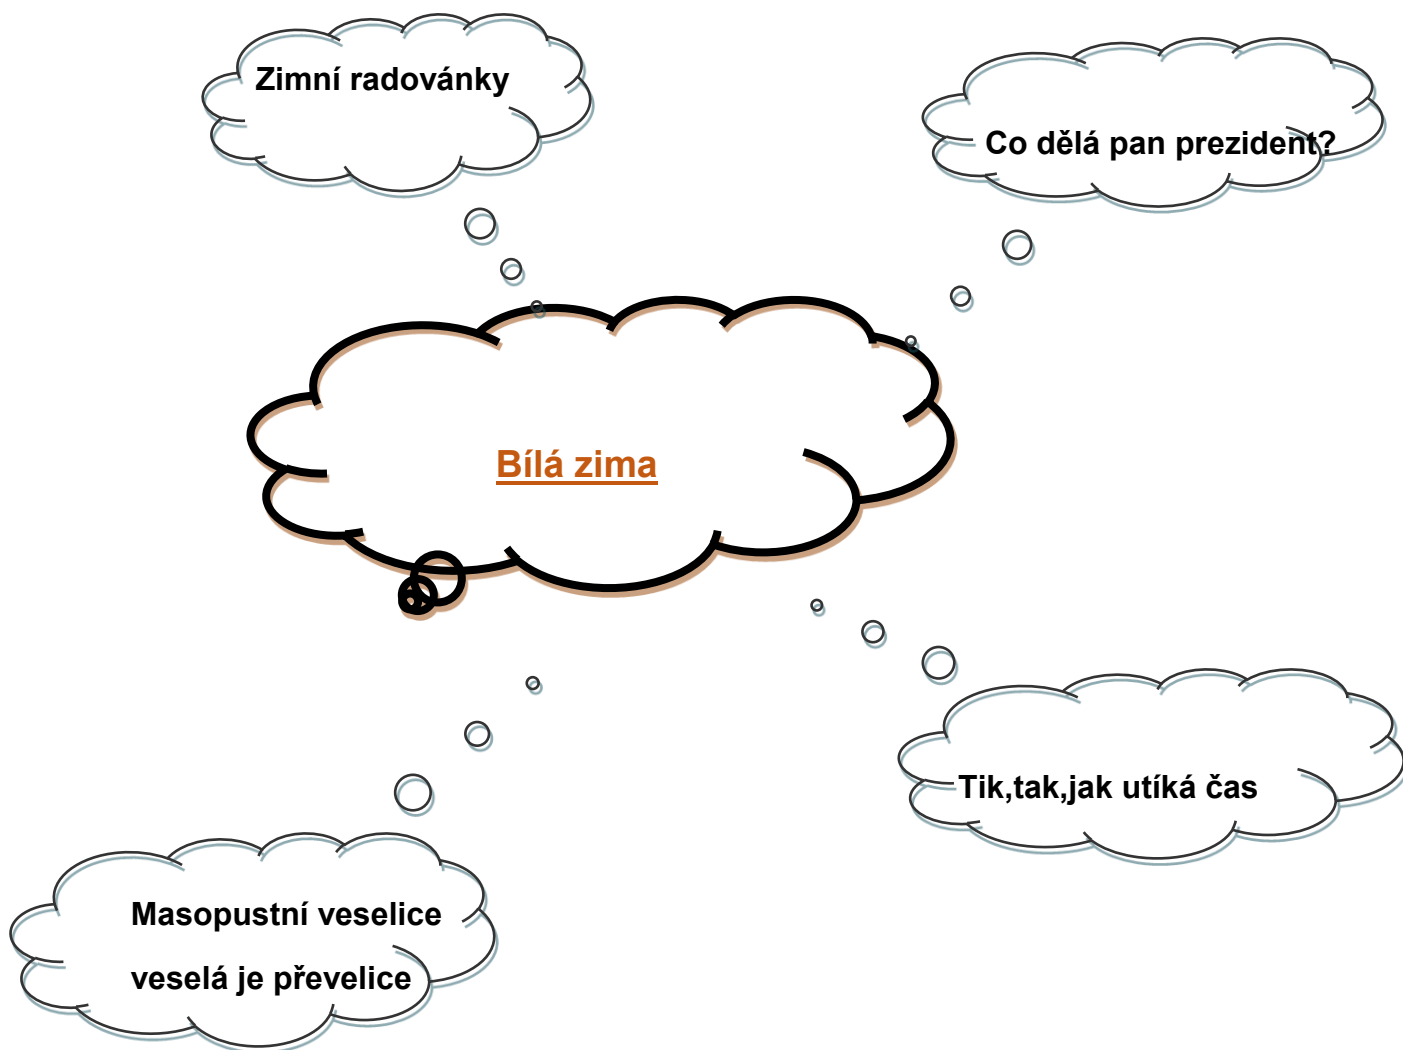 Zimní radovánky
Co dělá pan prezident?
Bílá zima
Tik,tak,jak utíká čas
Masopustní veselice
veselá je převelice